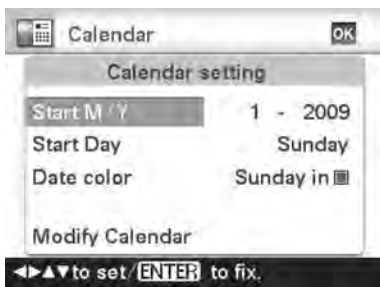 Calendar OK
Calendar setting
Start M / Y 1 - 2009
Start Day Sunday
Date color Sunday in
Modify Calendar
to set/ENTER to fix.